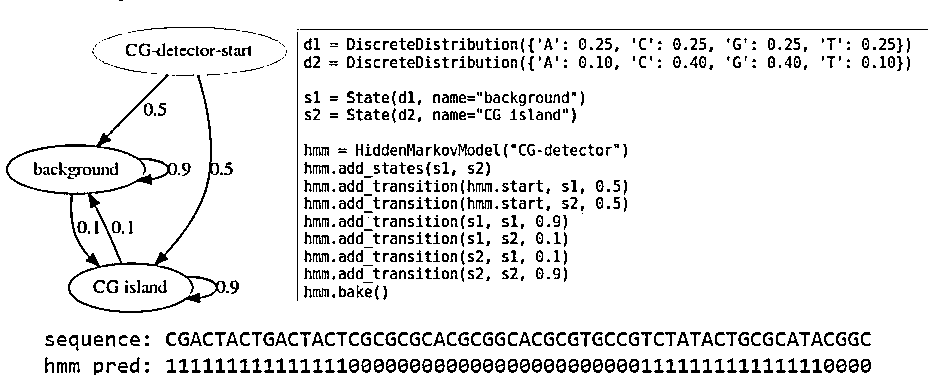 CG-detector-start
0.5
background
0.9
0.5
0.1
0.1
CG island
0.9
d1 = DiscreteDistribution({'A': 0.25, 'C': 0.25, 'G': 0.25, 'T': 0.25})
d2 = DiscreteDistribution({'A': 0.10, 'C': 0.40, 'G': 0.40, 'T': 0.10})
s1 = State(d1, name="background")
s2 = State(d2, name="CG island")
hmm = HiddenMarkovModel("CG-detector")
hmm.add_states(s1, s2)
hmm.add_transition(hmm.start, s1, 0.5)
hmm.add_transition(hmm.start, s2, 0.5)
hmm.add_transition(s1, s1, 0.9)
hmm.add_transition(s1, s2, 0.1)
hmm.add_transition(s2, s1, 0.1)
hmm.add_transition(s2, s2, 0.9)
hmm.bake()
sequence: CGACTACTGACTACTCGCGCGCACGCGGCACGCGTGCCGTCTATACTGCGCATACGGC
hmm pred: 1111111111111110000000000000000000000001111111111111110000